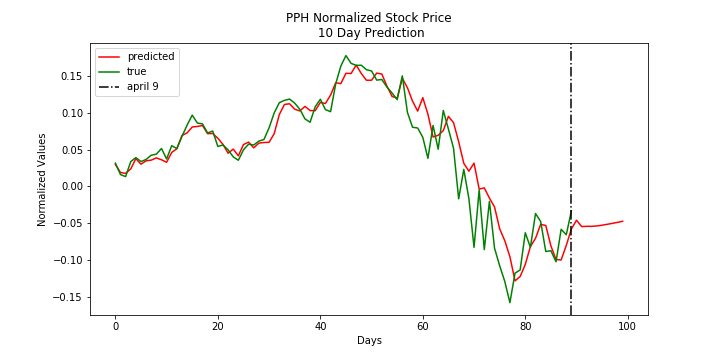 PPH Normalized Stock Price
10 Day Prediction
predicted
true
april 9
Normalized Values
0.15
0.10
0.05
0.00
−0.05
−0.10
−0.15
0 20 40 60 80 100
Days